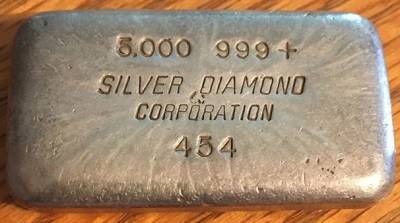 5.000 999+
SILVER DIAMOND
CORPORATION
454